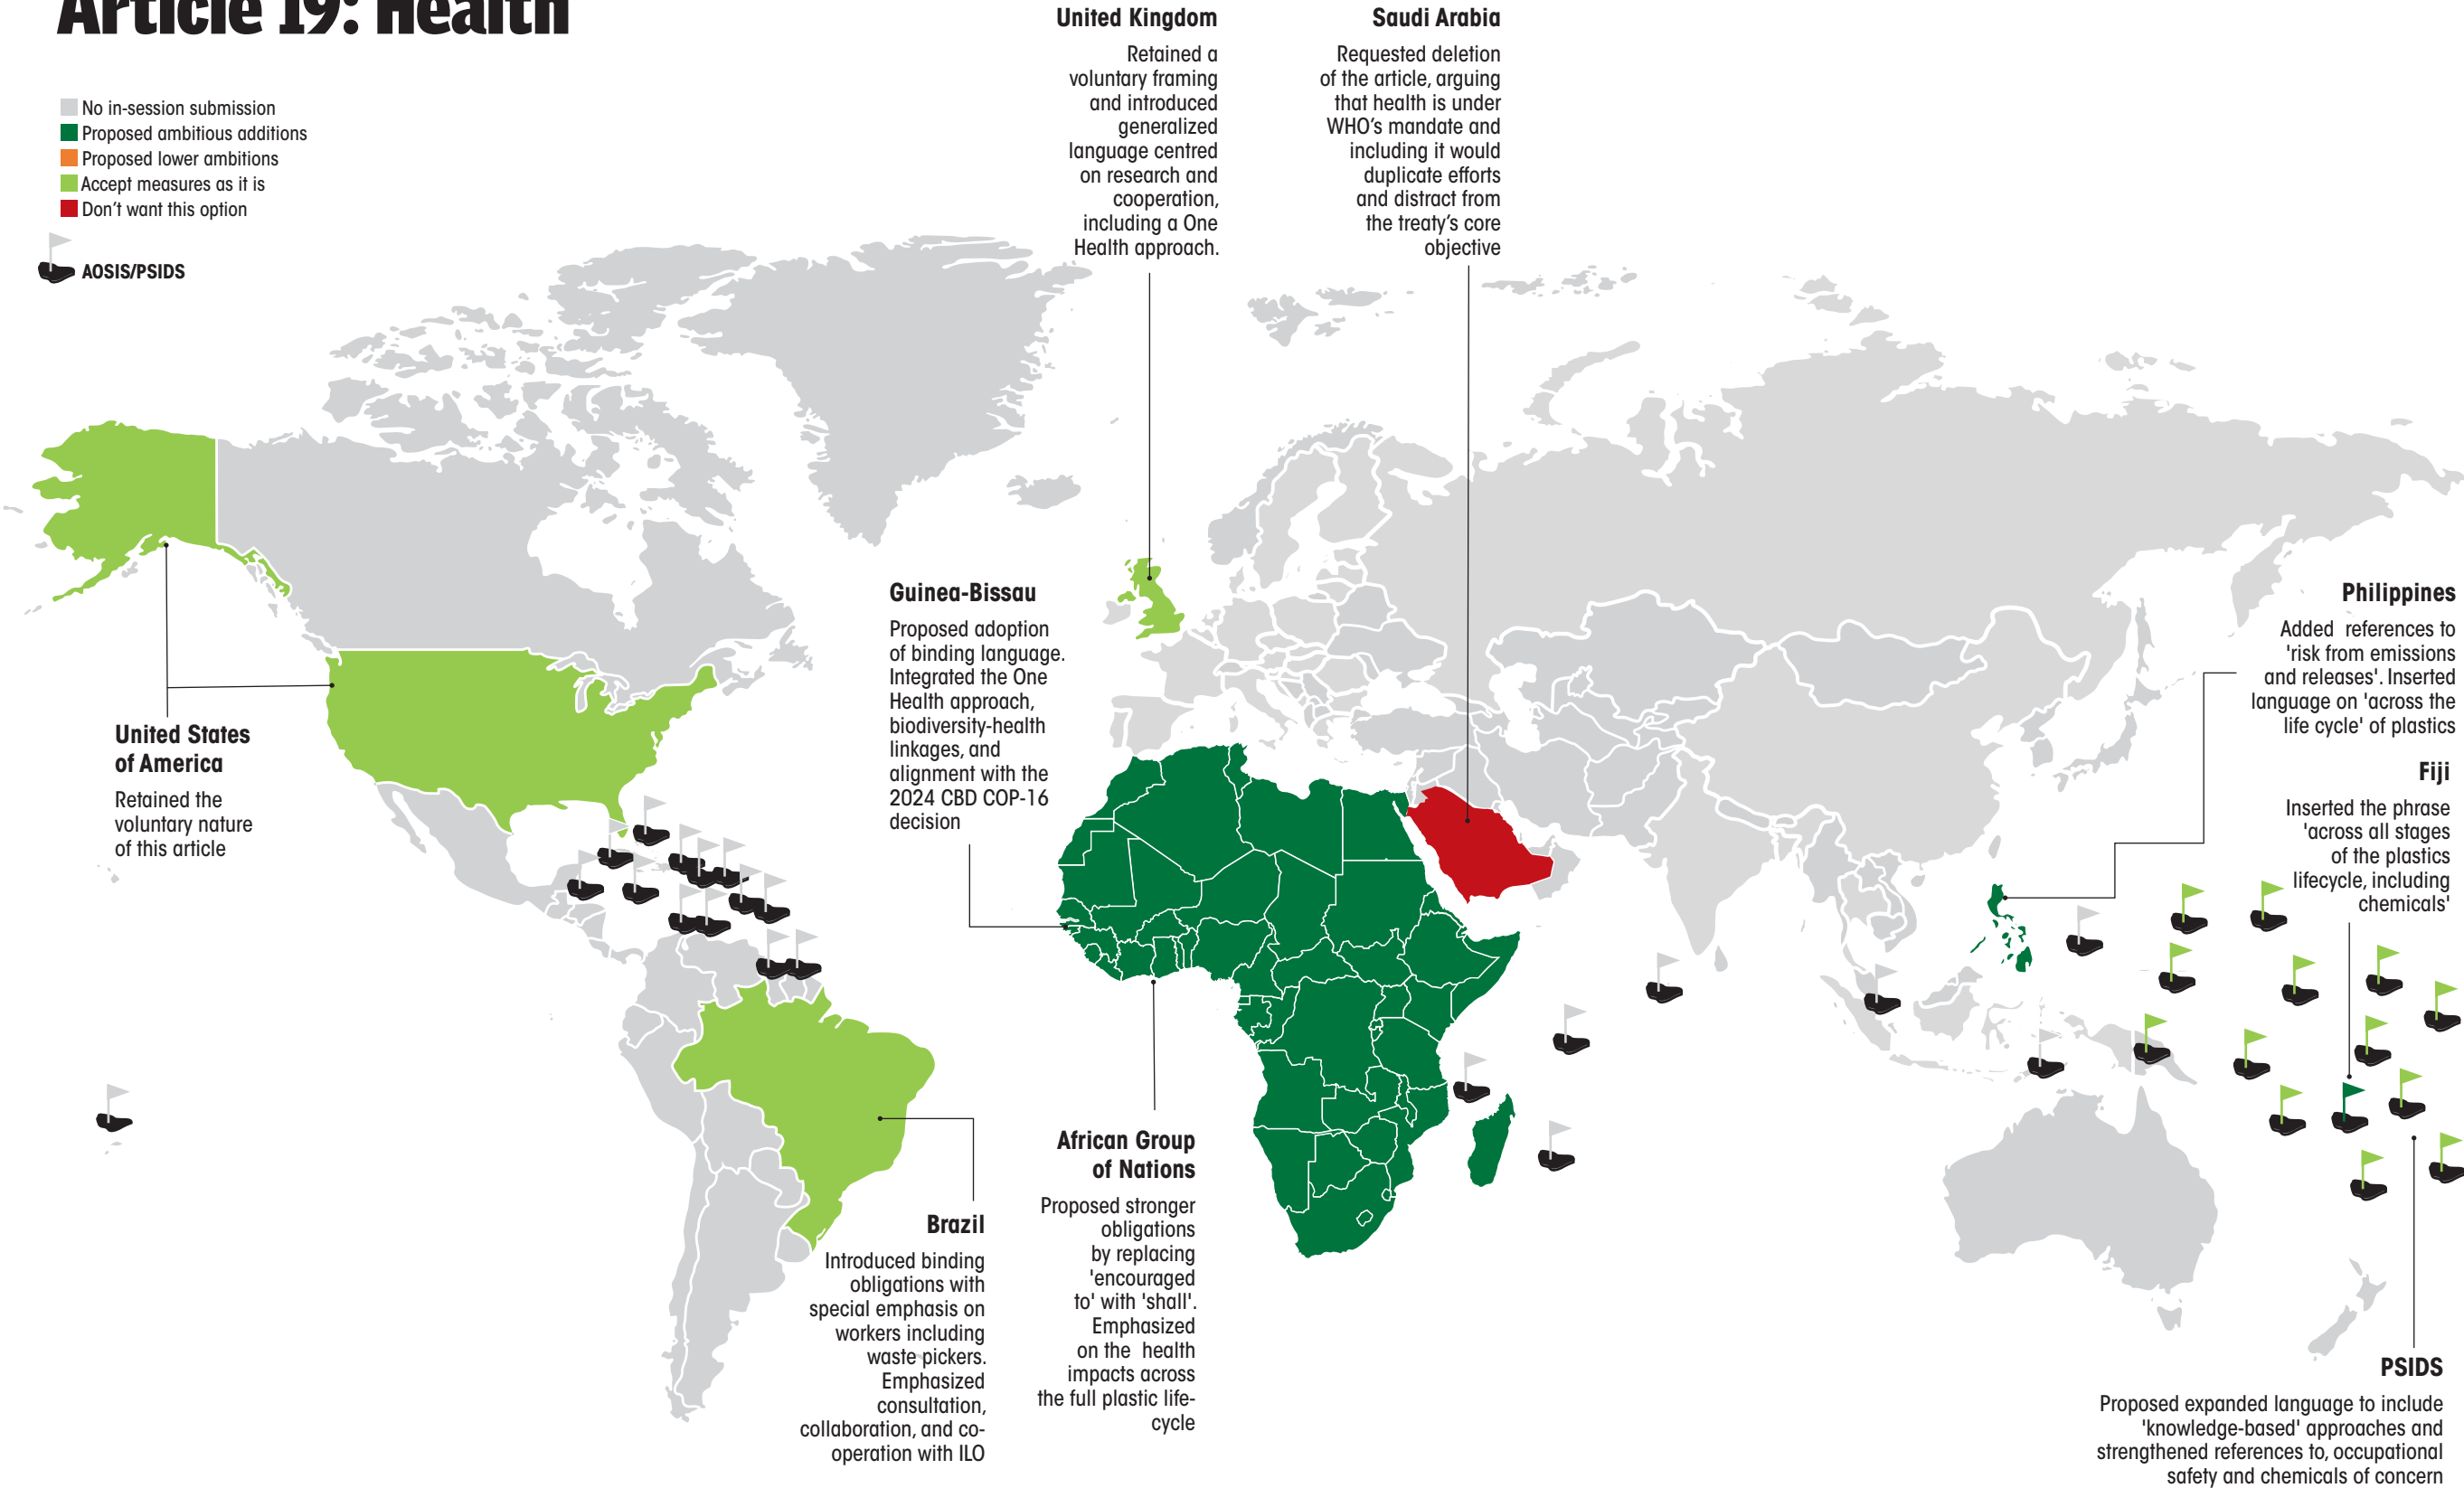 Article 19: Health
No in-session submission
Proposed ambitious additions
Proposed lower ambitions
Accept measures as it is
Don't want this option
AOSIS/PSIDS
United Kingdom
Retained a
voluntary framing
and introduced
generalized
language centred
on research and
cooperation,
including a One
Health approach.
Saudi Arabia
Requested deletion
of the article, arguing
that health is under
WHO's mandate and
including it would
duplicate efforts
and distract from
the treaty's core
objective
United States
of America
Retained the
voluntary nature
of this article
Guinea-Bissau
Proposed adoption
of binding language.
Integrated the One
Health approach,
biodiversity-health
linkages, and
alignment with the
2024 CBD COP-16
decision
Philippines
Added  references to
'risk from emissions
and releases'. Inserted
language on 'across the
life cycle' of plastics
Fiji
Inserted the phrase
'across all stages
of the plastics
lifecycle, including
chemicals'
Brazil
Introduced binding
obligations with
special emphasis on
workers including
waste pickers.
Emphasized
consultation,
collaboration, and co-
operation with ILO
African Group
of Nations
Proposed stronger
obligations
by replacing
'encouraged
to' with 'shall'.
Emphasized
on the  health
impacts across
the full plastic life-
cycle
PSIDS
Proposed expanded language to include
'knowledge-based' approaches and
strengthened references to, occupational
safety and chemicals of concern